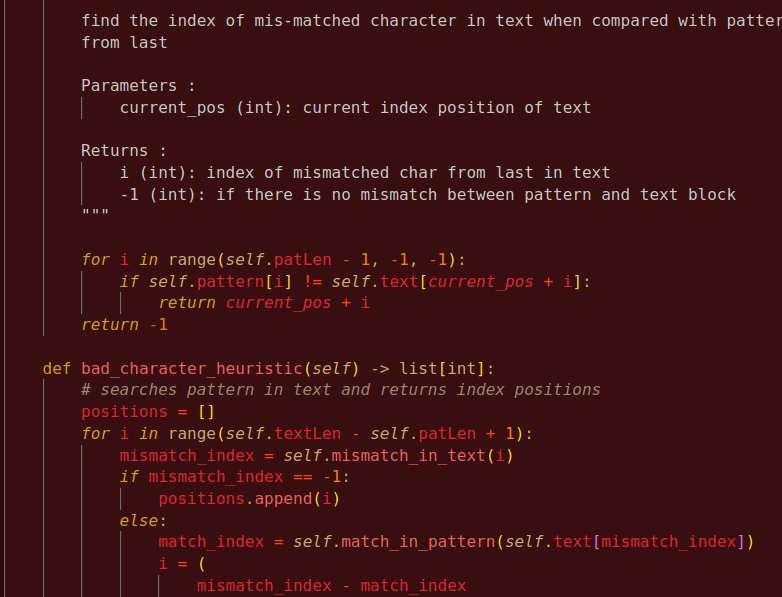 find the index of mis-matched character in text when compared with patter
from last

Parameters :
    current_pos (int): current index position of text

Returns :
    i (int): index of mismatched char from last in text
    -1 (int): if there is no mismatch between pattern and text block
"""

for i in range(self.patLen - 1, -1, -1):
    if self.pattern[i] != self.text[current_pos + i]:
        return current_pos + i
return -1

def bad_character_heuristic(self) -> list[int]:
    # searches pattern in text and returns index positions
    positions = []
    for i in range(self.textLen - self.patLen + 1):
        mismatch_index = self.mismatch_in_text(i)
        if mismatch_index == -1:
            positions.append(i)
        else:
            match_index = self.match_in_pattern(self.text[mismatch_index])
            i = (
                mismatch_index - match_index